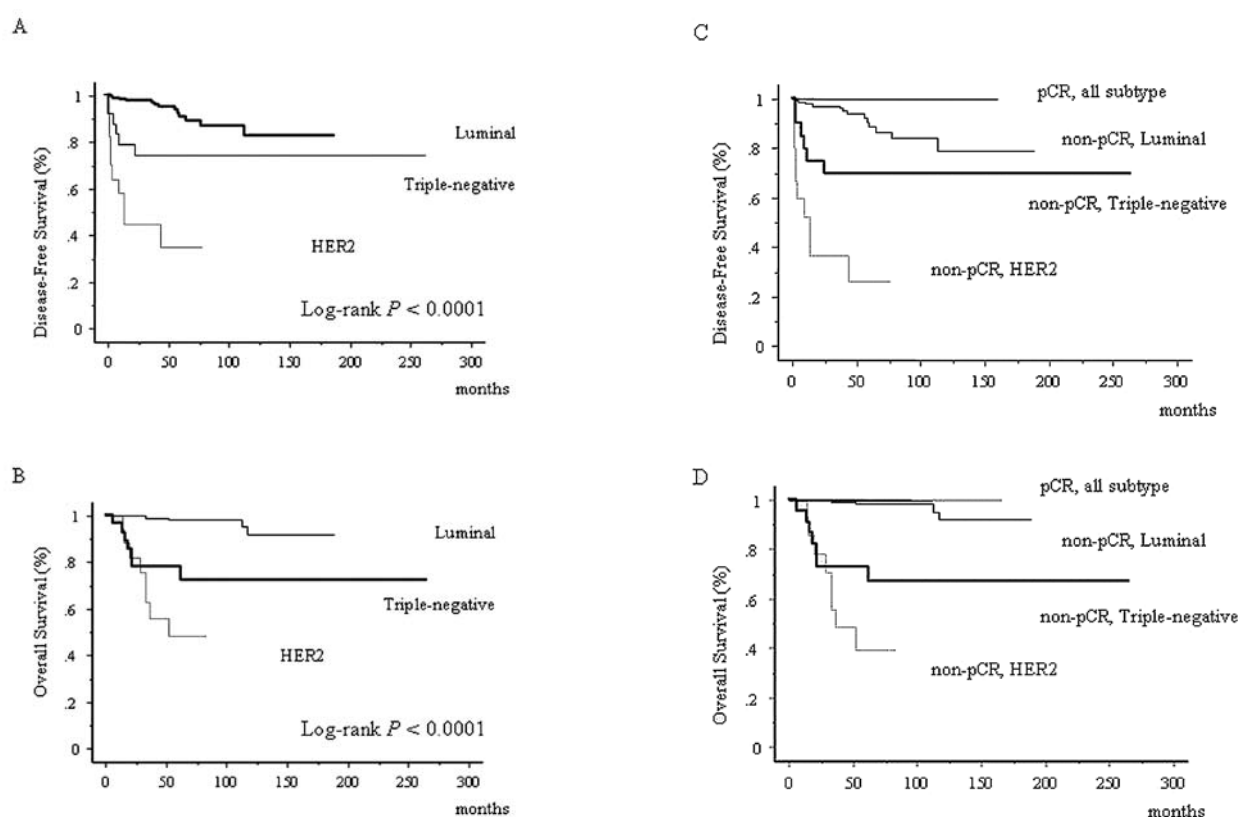 A
Disease-Free Survival (%)
1
.8
.6
.4
.2
0
Luminal
Triple-negative
HER2
Log-rank P < 0.0001
0 50 100 150 200 250 300
months
B
Overall Survival (%)
1
.8
.6
.4
.2
0
Luminal
Triple-negative
HER2
Log-rank P < 0.0001
0 50 100 150 200 250 300
months
C
Disease-Free Survival (%)
1
.8
.6
.4
.2
0
pCR, all subtype
non-pCR, Luminal
non-pCR, Triple-negative
non-pCR, HER2
0 50 100 150 200 250 300
months
D
Overall Survival (%)
1
.8
.6
.4
.2
0
pCR, all subtype
non-pCR, Luminal
non-pCR, Triple-negative
non-pCR, HER2
0 50 100 150 200 250 300
months